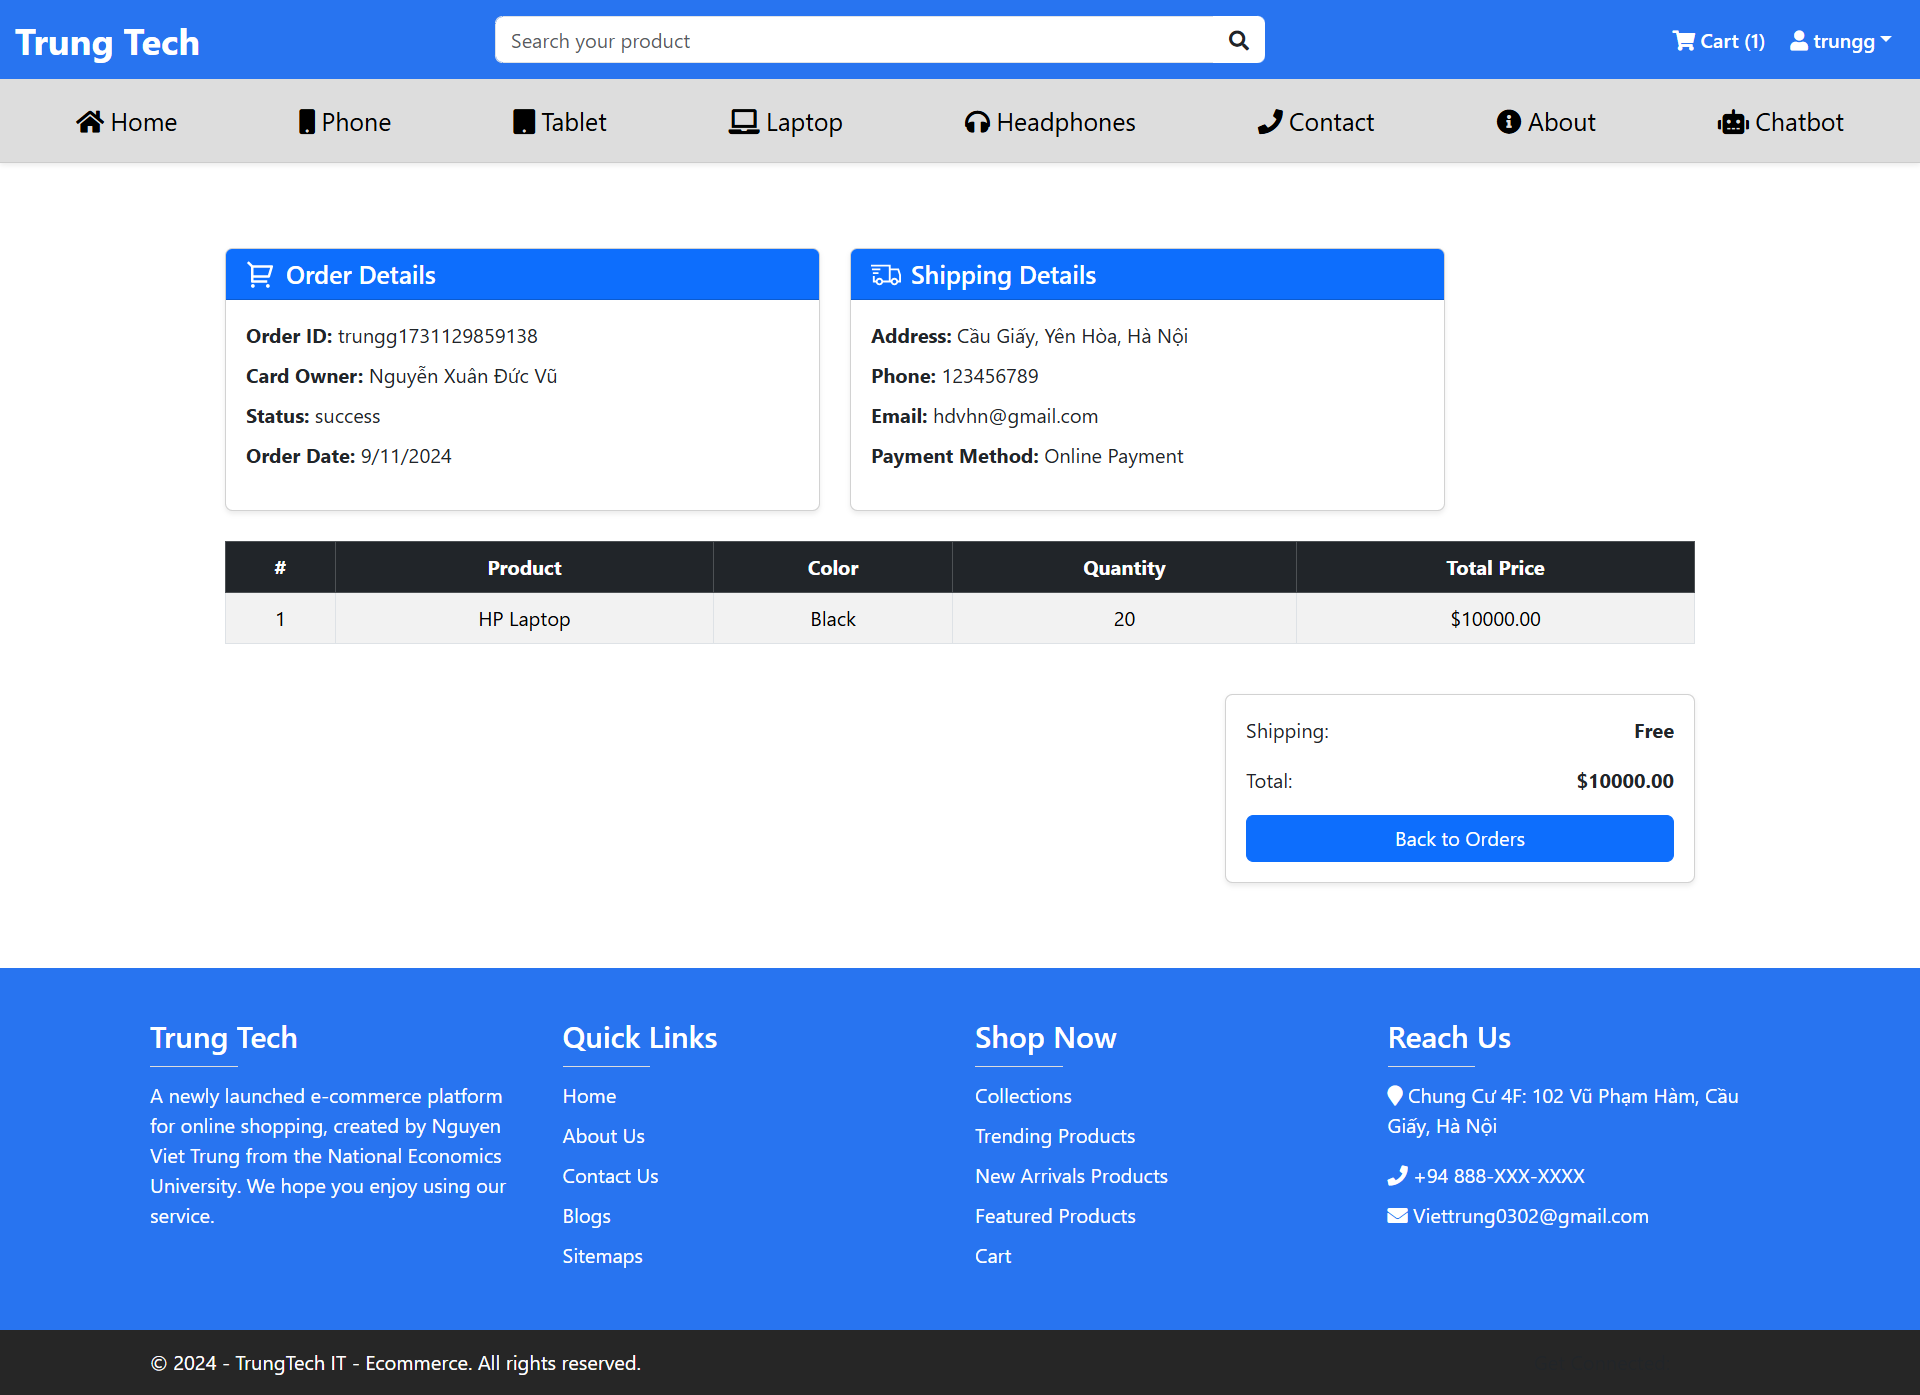 Trung Tech
Search your product
Cart (1)
trungg
Home
Phone
Tablet
Laptop
Headphones
Contact
About
Chatbot
Order Details
Order ID: trungg1731129859138
Card Owner: Nguyễn Xuân Đức Vũ
Status: success
Order Date: 9/11/2024
Shipping Details
Address: Cầu Giấy, Yên Hòa, Hà Nội
Phone: 123456789
Email: hdvhn@gmail.com
Payment Method: Online Payment
# Product Color Quantity Total Price
1 HP Laptop Black 20 $10000.00
Shipping: Free
Total: $10000.00
Back to Orders
Trung Tech
A newly launched e-commerce platform
for online shopping, created by Nguyen
Viet Trung from the National Economics
University. We hope you enjoy using our
service.
Quick Links
Home
About Us
Contact Us
Blogs
Sitemaps
Shop Now
Collections
Trending Products
New Arrivals Products
Featured Products
Cart
Reach Us
Chung Cư 4F: 102 Vũ Phạm Hàm, Cầu
Giấy, Hà Nội
+94 888-XXX-XXXX
Viettrung0302@gmail.com
© 2024 - TrungTech IT - Ecommerce. All rights reserved.